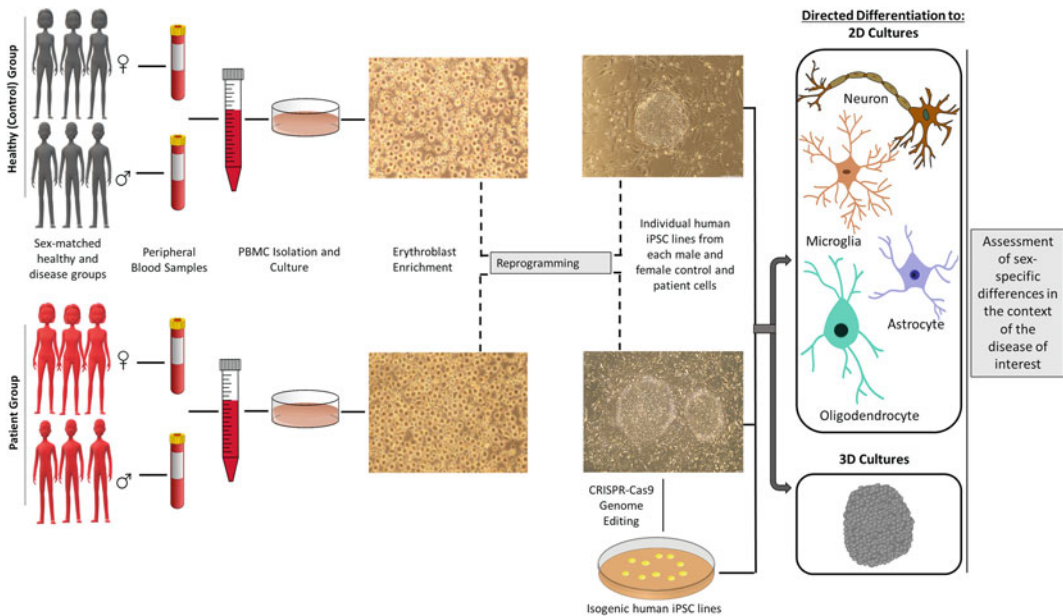 Healthy (Control) Group
♀
♂
Sex-matched
healthy and
disease groups
Peripheral
Blood Samples
PBMC Isolation and
Culture
Erythroblast
Enrichment
Reprogramming
Individual human
iPSC lines from
each male and
female control and
patient cells
Patient Group
♀
♂
CRISPR-Cas9
Genome
Editing
Isogenic human iPSC lines
Directed Differentiation to:
2D Cultures
Neuron
Microglia
Astrocyte
Oligodendrocyte
3D Cultures
Assessment
of sex-
specific
differences in
the context
of the
disease of
interest